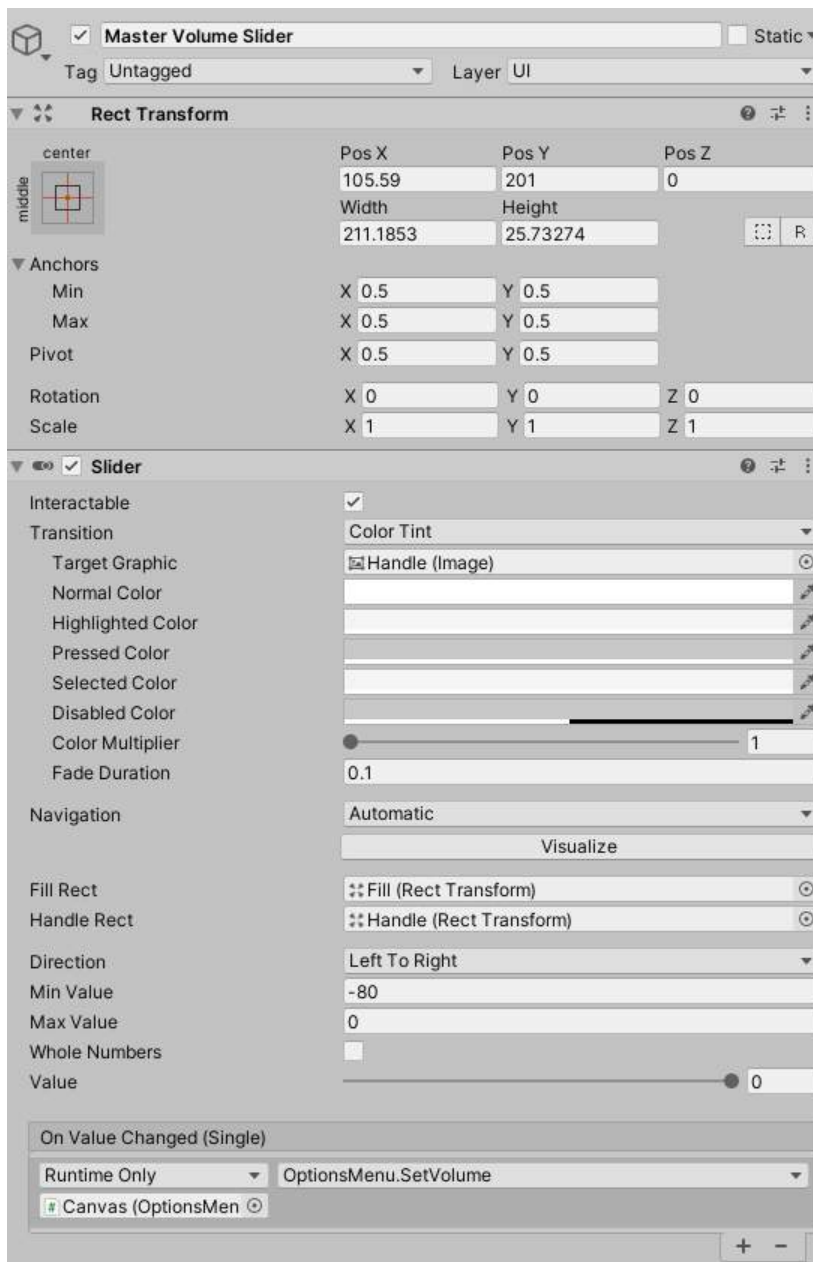 Master Volume Slider Static
Tag Untagged Layer UI
Rect Transform
center Pos X Pos Y Pos Z
middle 105.59 201 0
Width Height
211.1853 25.73274 R
Anchors
Min X 0.5 Y 0.5
Max X 0.5 Y 0.5
Pivot X 0.5 Y 0.5
Rotation X 0 Y 0 Z 0
Scale X 1 Y 1 Z 1
Slider
Interactable
Transition Color Tint
Target Graphic Handle (Image)
Normal Color
Highlighted Color
Pressed Color
Selected Color
Disabled Color
Color Multiplier 1
Fade Duration 0.1
Navigation Automatic
Visualize
Fill Rect Fill (Rect Transform)
Handle Rect Handle (Rect Transform)
Direction Left To Right
Min Value -80
Max Value 0
Whole Numbers
Value 0
On Value Changed (Single)
Runtime Only OptionsMenu.SetVolume
# Canvas (OptionsMen